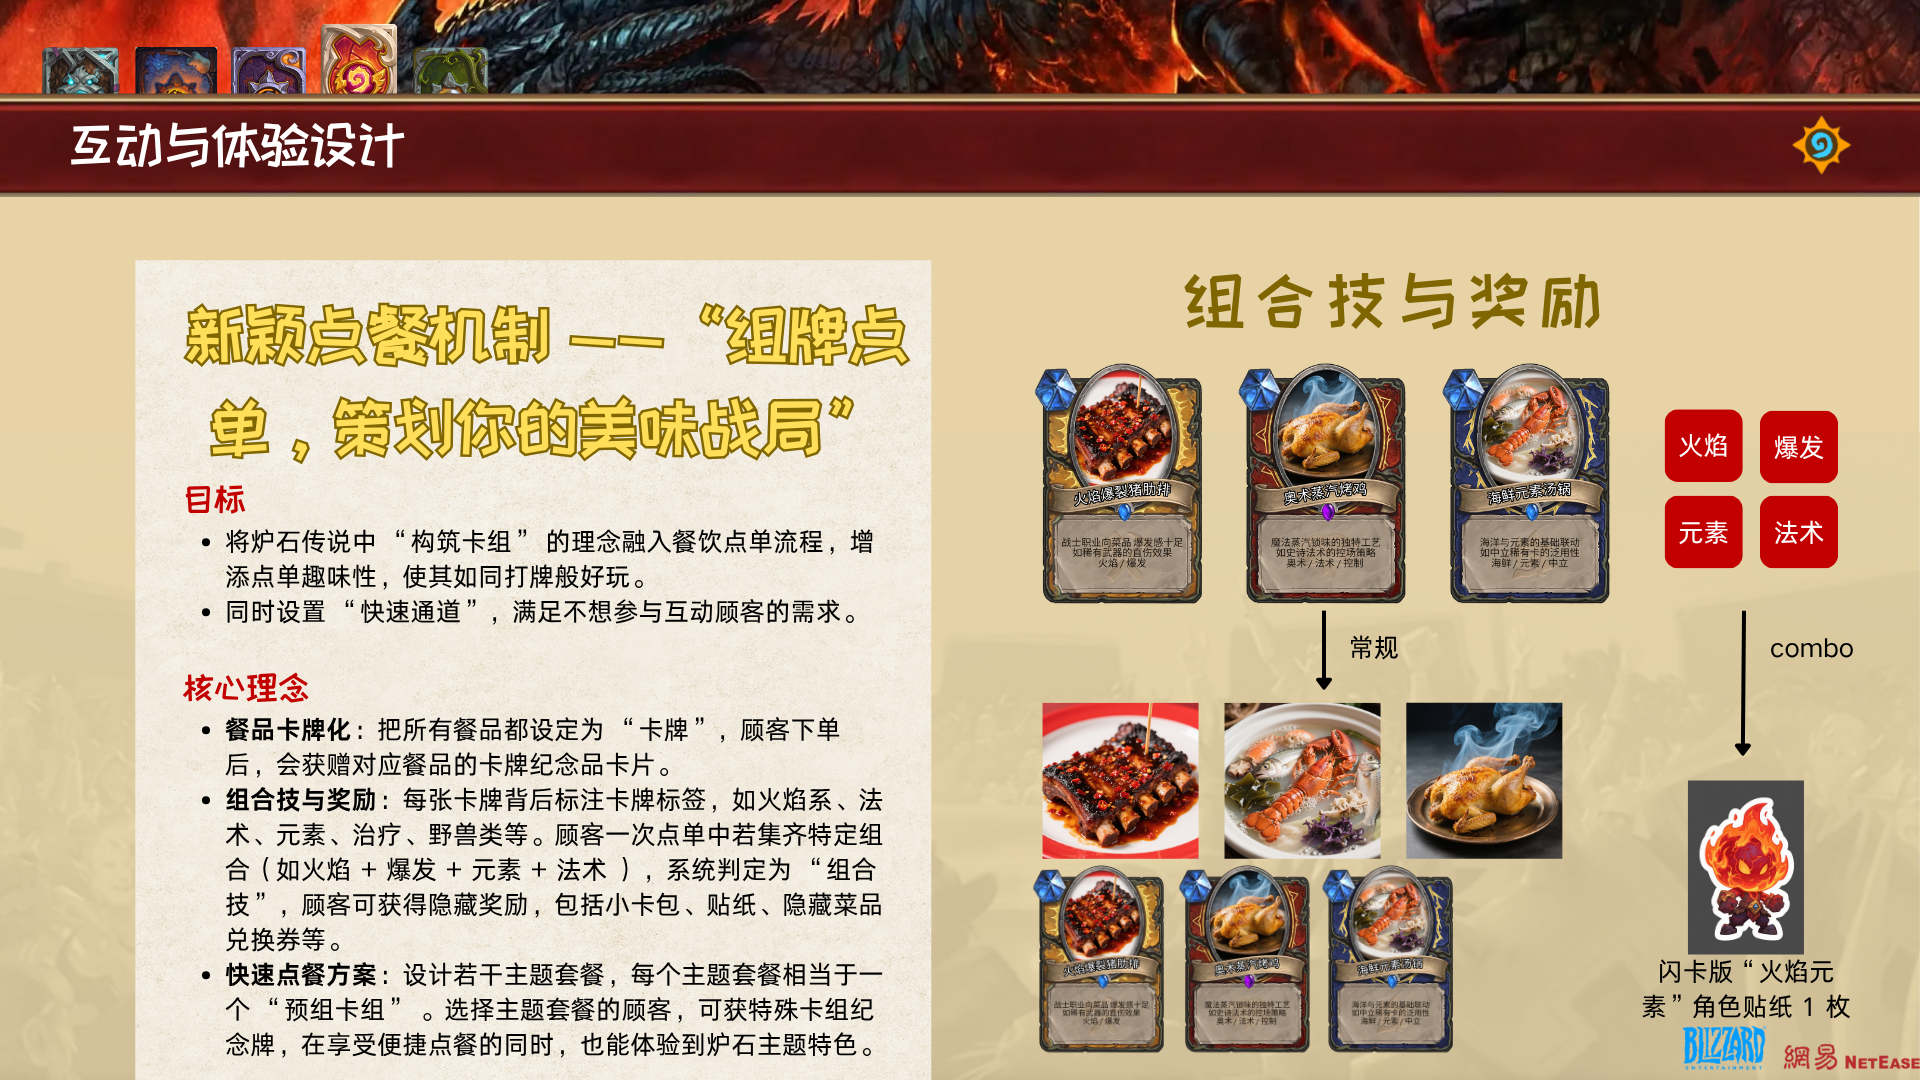 互动与体验设计
新颖点餐机制 —— “组牌点
单，策划你的美味战局”
目标
将炉石传说中 “构筑卡组” 的理念融入餐饮点单流程，增
添点单趣味性，使其如同打牌般好玩。
同时设置 “快速通道”，满足不想参与互动顾客的需求。
核心理念
餐品卡牌化：把所有餐品都设定为 “卡牌”，顾客下单
后，会获赠对应餐品的卡牌纪念品卡片。
组合技与奖励：每张卡牌背后标注卡牌标签，如火焰系、法
术、元素、治疗、野兽类等。顾客一次点单中若集齐特定组
合（如火焰 + 爆发 + 元素 + 法术 ），系统判定为 “组合
技”，顾客可获得隐藏奖励，包括小卡包、贴纸、隐藏菜品
兑换券等。
快速点餐方案：设计若干主题套餐，每个主题套餐相当于一
个 “预组卡组” 。选择主题套餐的顾客，可获特殊卡组纪
念牌，在享受便捷点餐的同时，也能体验到炉石主题特色。
组合技与奖励
火焰爆裂猪肋排
战士职业向菜品 爆发感十足
如稀有武器的直伤效果
火焰 / 爆发
奥术蒸汽烤鸡
魔法蒸汽锁味的独特工艺
如史诗法术的控场策略
奥术 / 法术 / 控制
海鲜元素汤锅
海洋与元素的基础联动
如中立稀有卡的泛用性
海鲜 / 元素 / 中立
火焰
爆发
元素
法术
常规
combo
火焰爆裂猪肋排
战士职业向菜品 爆发感十足
如稀有武器的直伤效果
火焰 / 爆发
奥术蒸汽烤鸡
魔法蒸汽锁味的独特工艺
如史诗法术的控场策略
奥术 / 法术 / 控制
海鲜元素汤锅
海洋与元素的基础联动
如中立稀有卡的泛用性
海鲜 / 元素 / 中立
闪卡版“火焰元
素”角色贴纸 1 枚
BLIZZARD
ENTERTAINMENT
網易 NETEASE